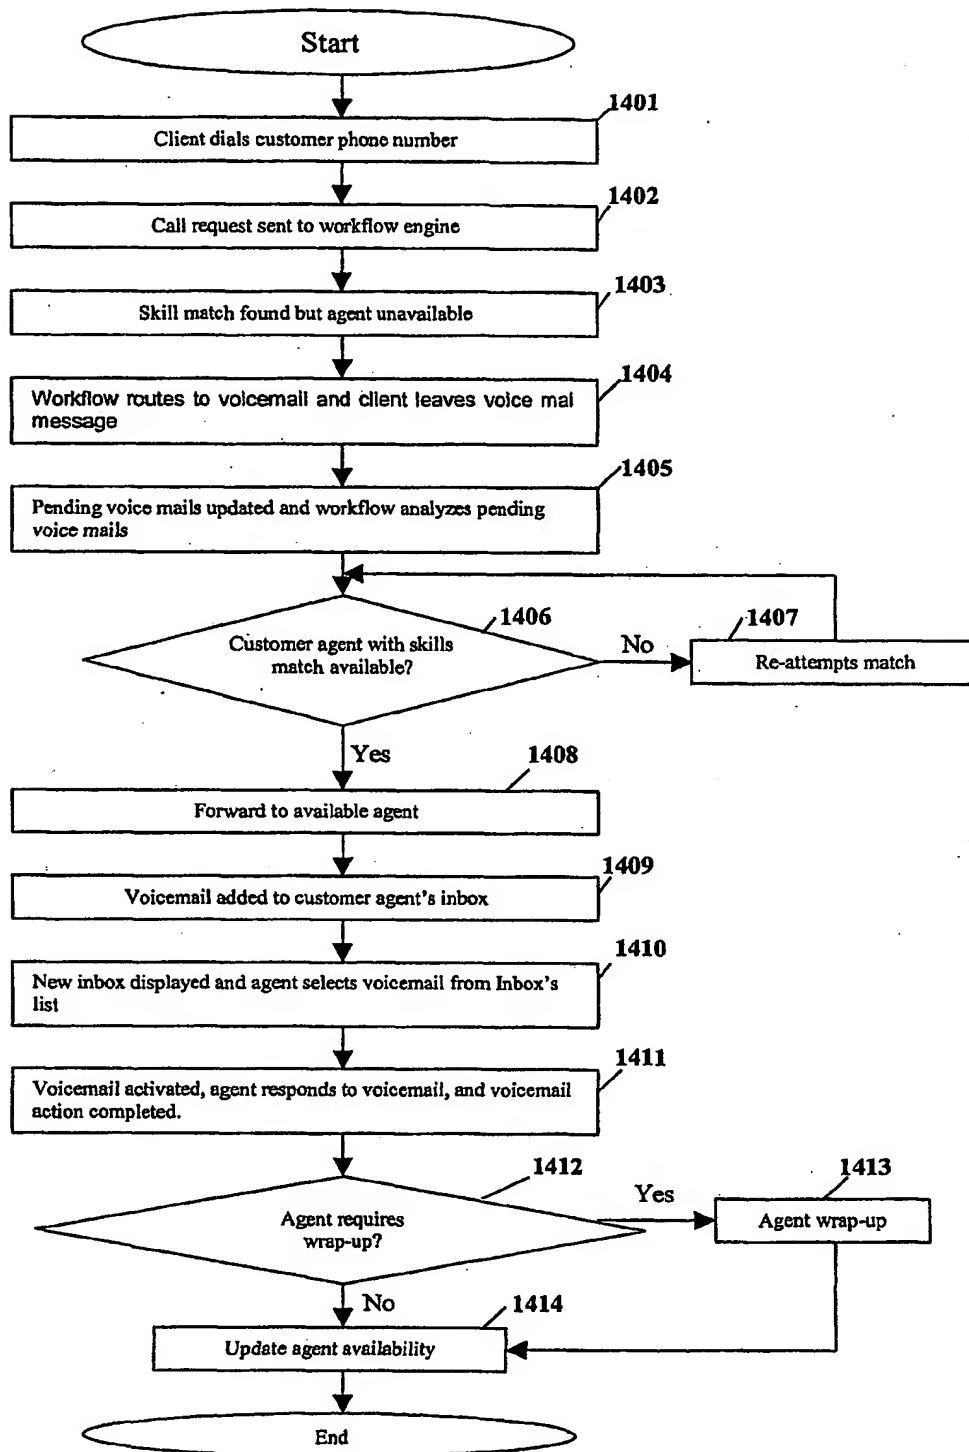 Start
1401
Client dials customer phone number
1402
Call request sent to workflow engine
1403
Skill match found but agent unavailable
1404
Workflow routes to voicemail and client leaves voice mal
message
1405
Pending voice mails updated and workflow analyzes pending
voice mails
1406
Customer agent with skills
match available?
No
1407
Re-attempts match
Yes
1408
Forward to available agent
1409
Voicemail added to customer agent's inbox
1410
New inbox displayed and agent selects voicemail from Inbox's
list
1411
Voicemail activated, agent responds to voicemail, and voicemail
action completed.
1412
Agent requires
wrap-up?
Yes
1413
Agent wrap-up
No
1414
Update agent availability
End